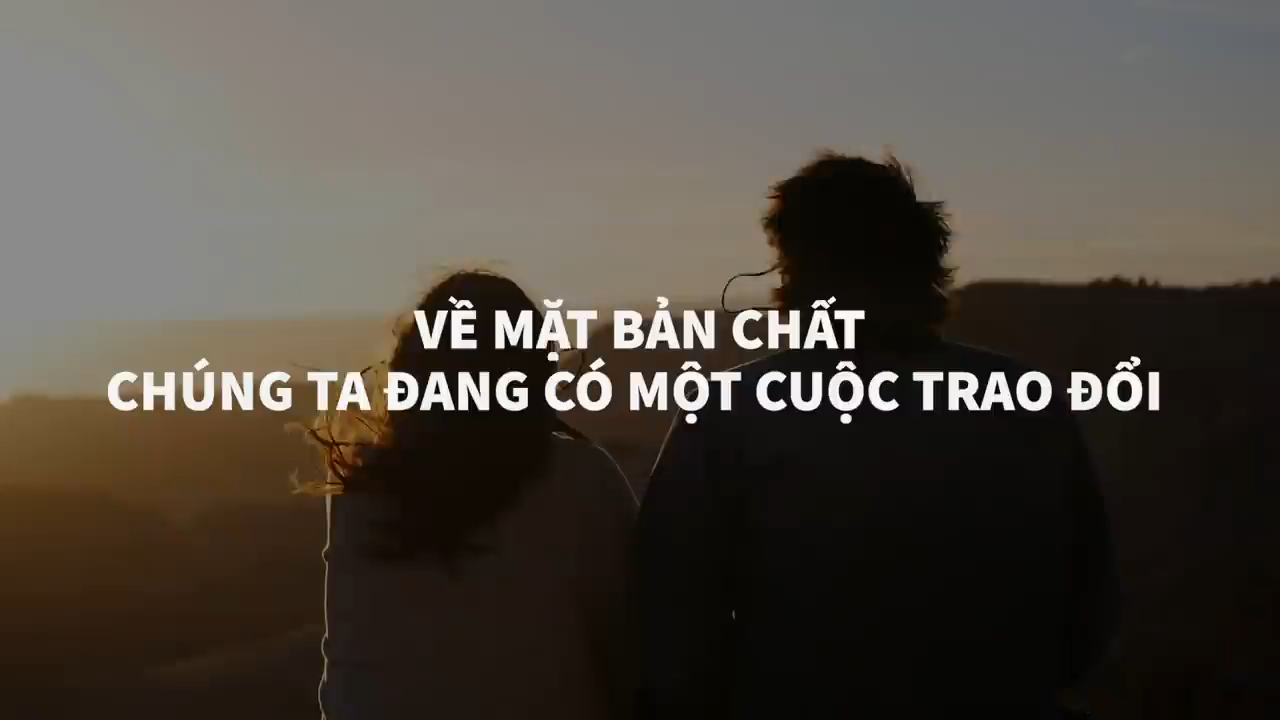 VỀ MẶT BẢN CHẤT
CHÚNG TA ĐANG CÓ MỘT CUỘC TRAO ĐỔI